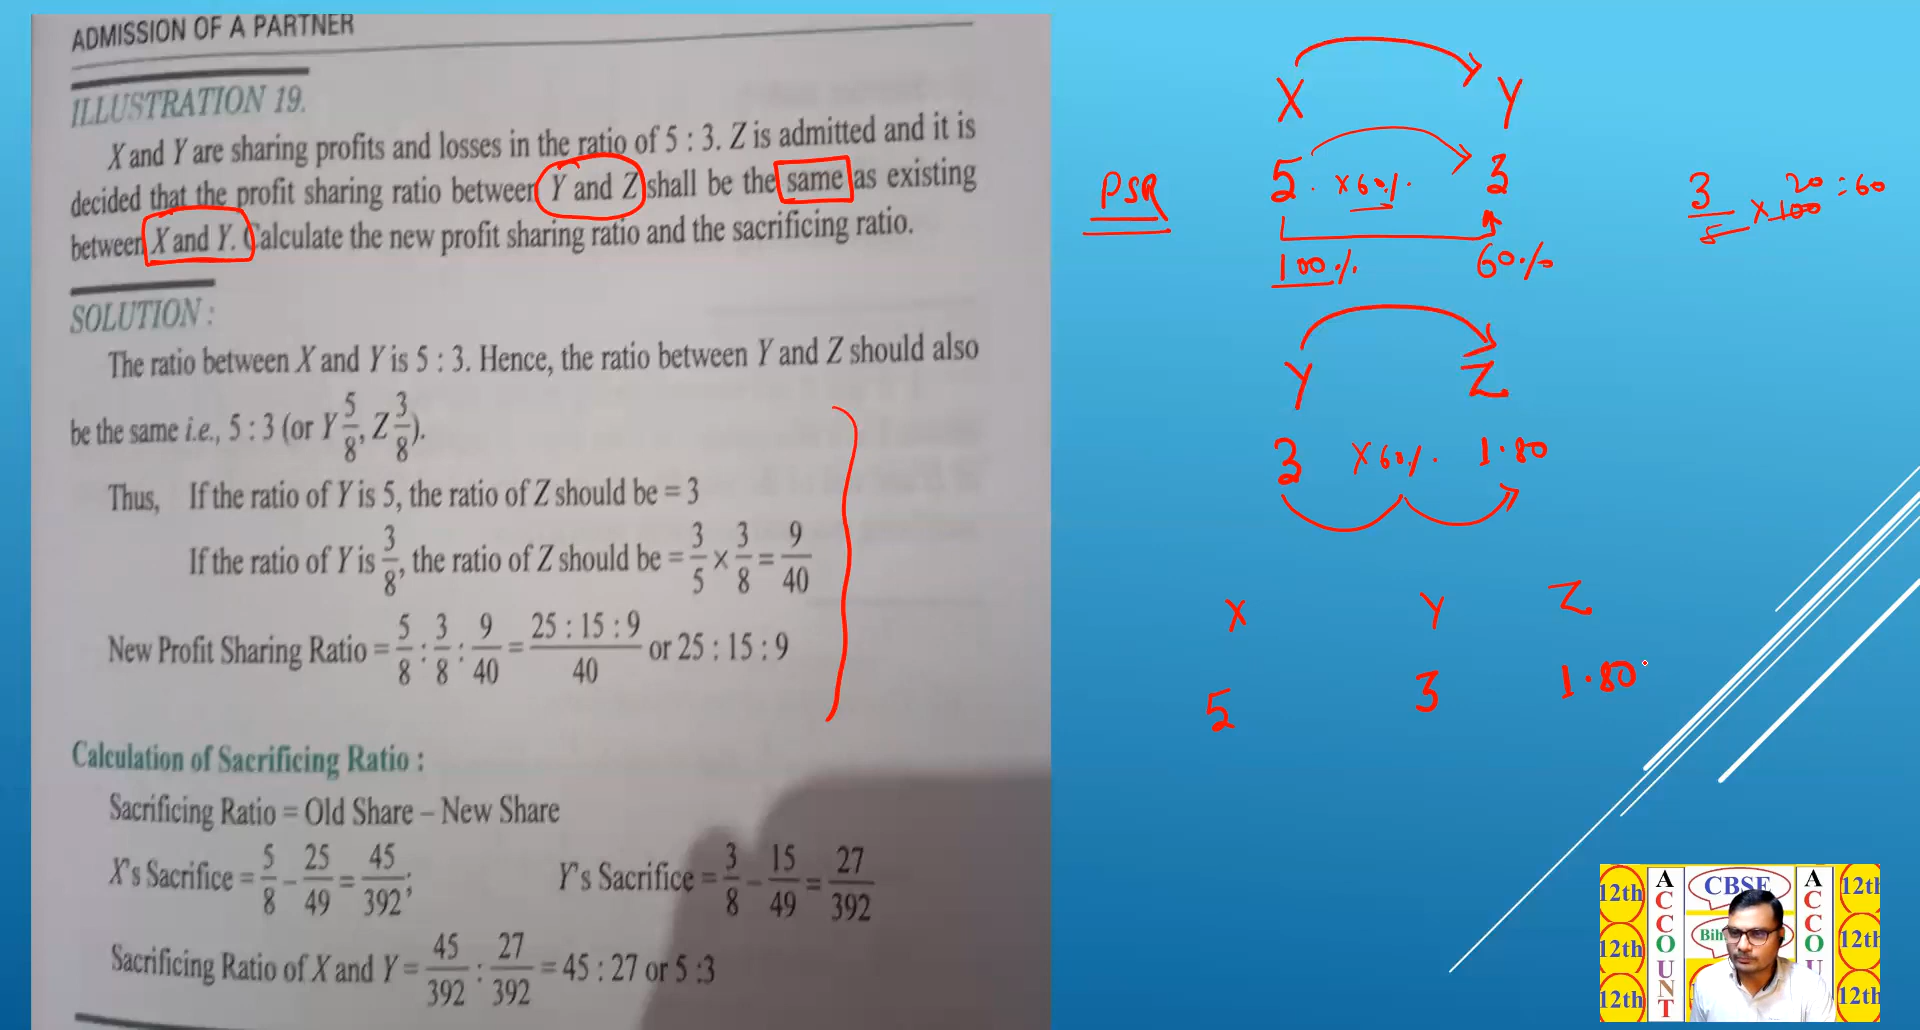 ADMISSION OF A PARTNER
ILLUSTRATION 19.
X and Y are sharing profits and losses in the ratio of 5 : 3. Z is admitted and it is
decided that the profit sharing ratio between Y and Z shall be the same as existing
between X and Y. Calculate the new profit sharing ratio and the sacrificing ratio.
SOLUTION :
The ratio between X and Y is 5 : 3. Hence, the ratio between Y and Z should also
be the same i.e., 5 : 3 (or Y 5/8, Z 3/8).
Thus, If the ratio of Y is 5, the ratio of Z should be = 3
If the ratio of Y is 3/8, the ratio of Z should be = 3/5 × 3/8 = 9/40
New Profit Sharing Ratio = 5/8 : 3/8 : 9/40 = 25 : 15 : 9/40 or 25 : 15 : 9
Calculation of Sacrificing Ratio :
Sacrificing Ratio = Old Share – New Share
X's Sacrifice = 5/8 – 25/49 = 45/392; Y's Sacrifice = 3/8 – 15/49 = 27/392
Sacrificing Ratio of X and Y = 45/392 : 27/392 = 45 : 27 or 5 :3
X Y
PSR 5 ×60% 3
3/5 × 100 20 = 60
100% 60%
Y Z
3 ×60% 1.80
X Y Z
5 3 1.80
12th ACCOUNT CBSE ACCOUNT 12th
12th Bih 12th
12th 12th